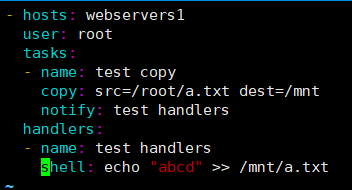 - hosts: webservers1
  user: root
  tasks:
  - name: test copy
    copy: src=/root/a.txt dest=/mnt
    notify: test handlers
  handlers:
  - name: test handlers
    shell: echo "abcd" >> /mnt/a.txt
~